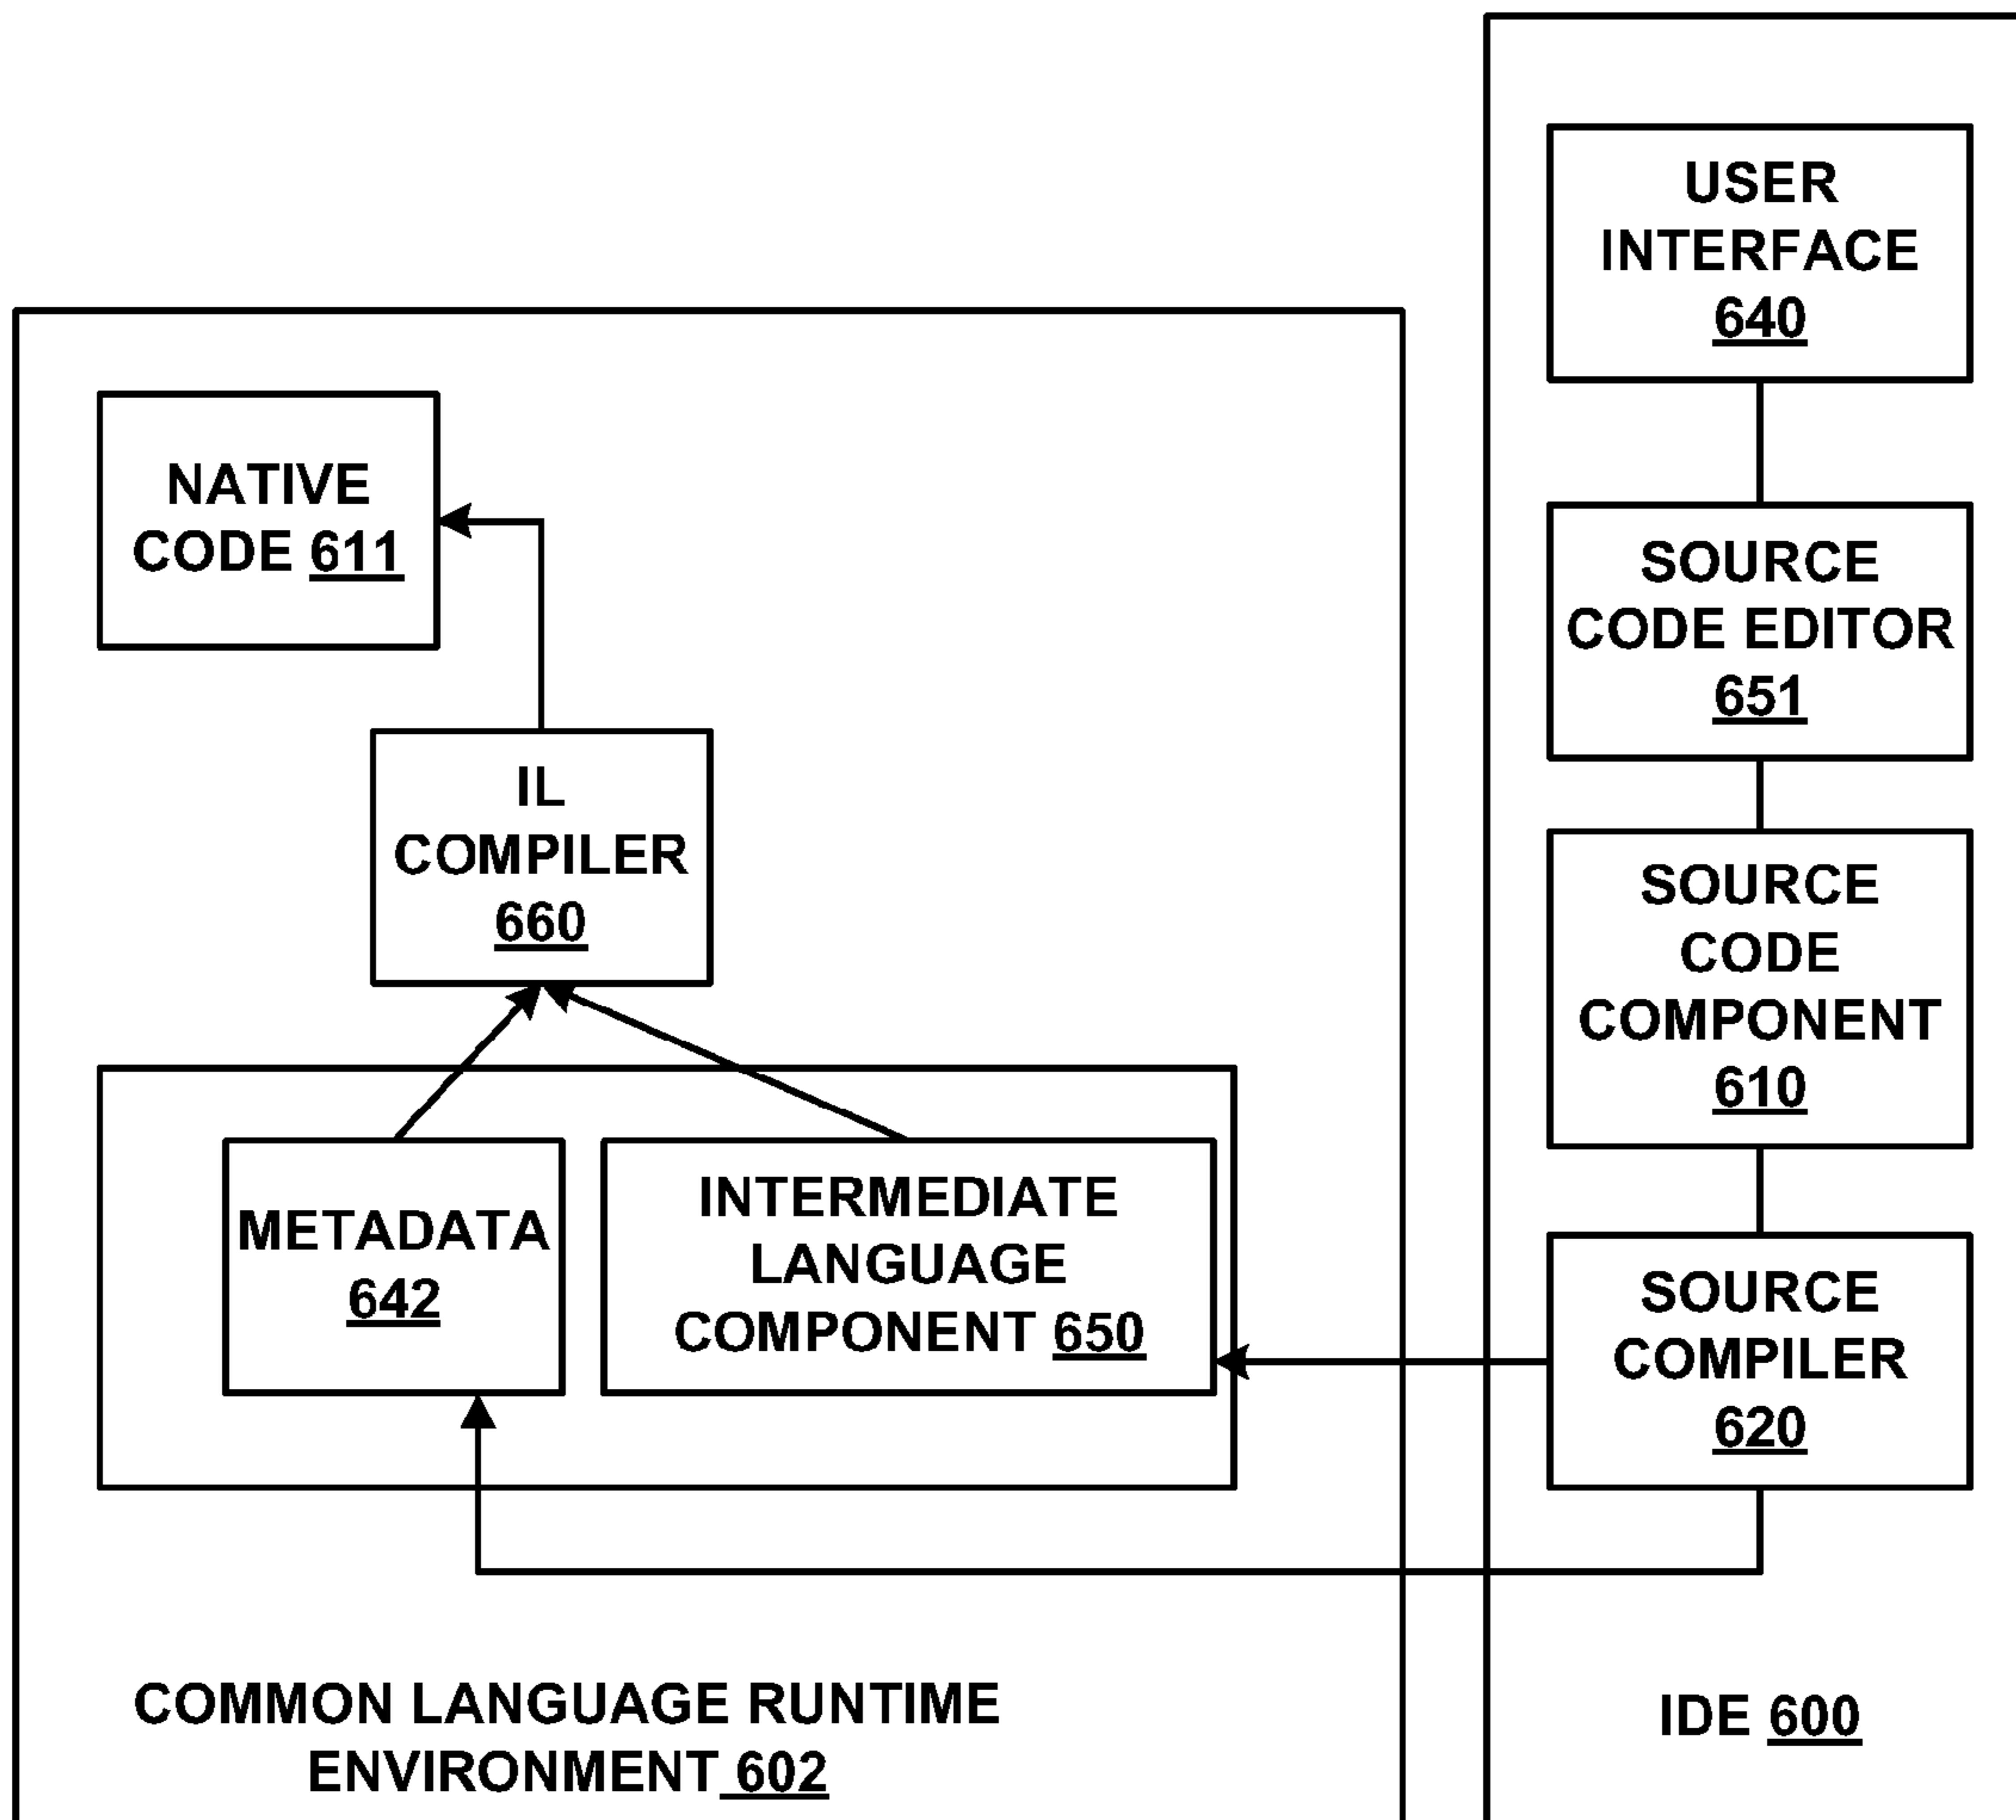 USER
INTERFACE
640
NATIVE
CODE 611
SOURCE
CODE EDITOR
651
IL
COMPILER
660
SOURCE
CODE
COMPONENT
610
METADATA
642
INTERMEDIATE
LANGUAGE
COMPONENT 650
SOURCE
COMPILER
620
COMMON LANGUAGE RUNTIME
ENVIRONMENT 602
IDE 600